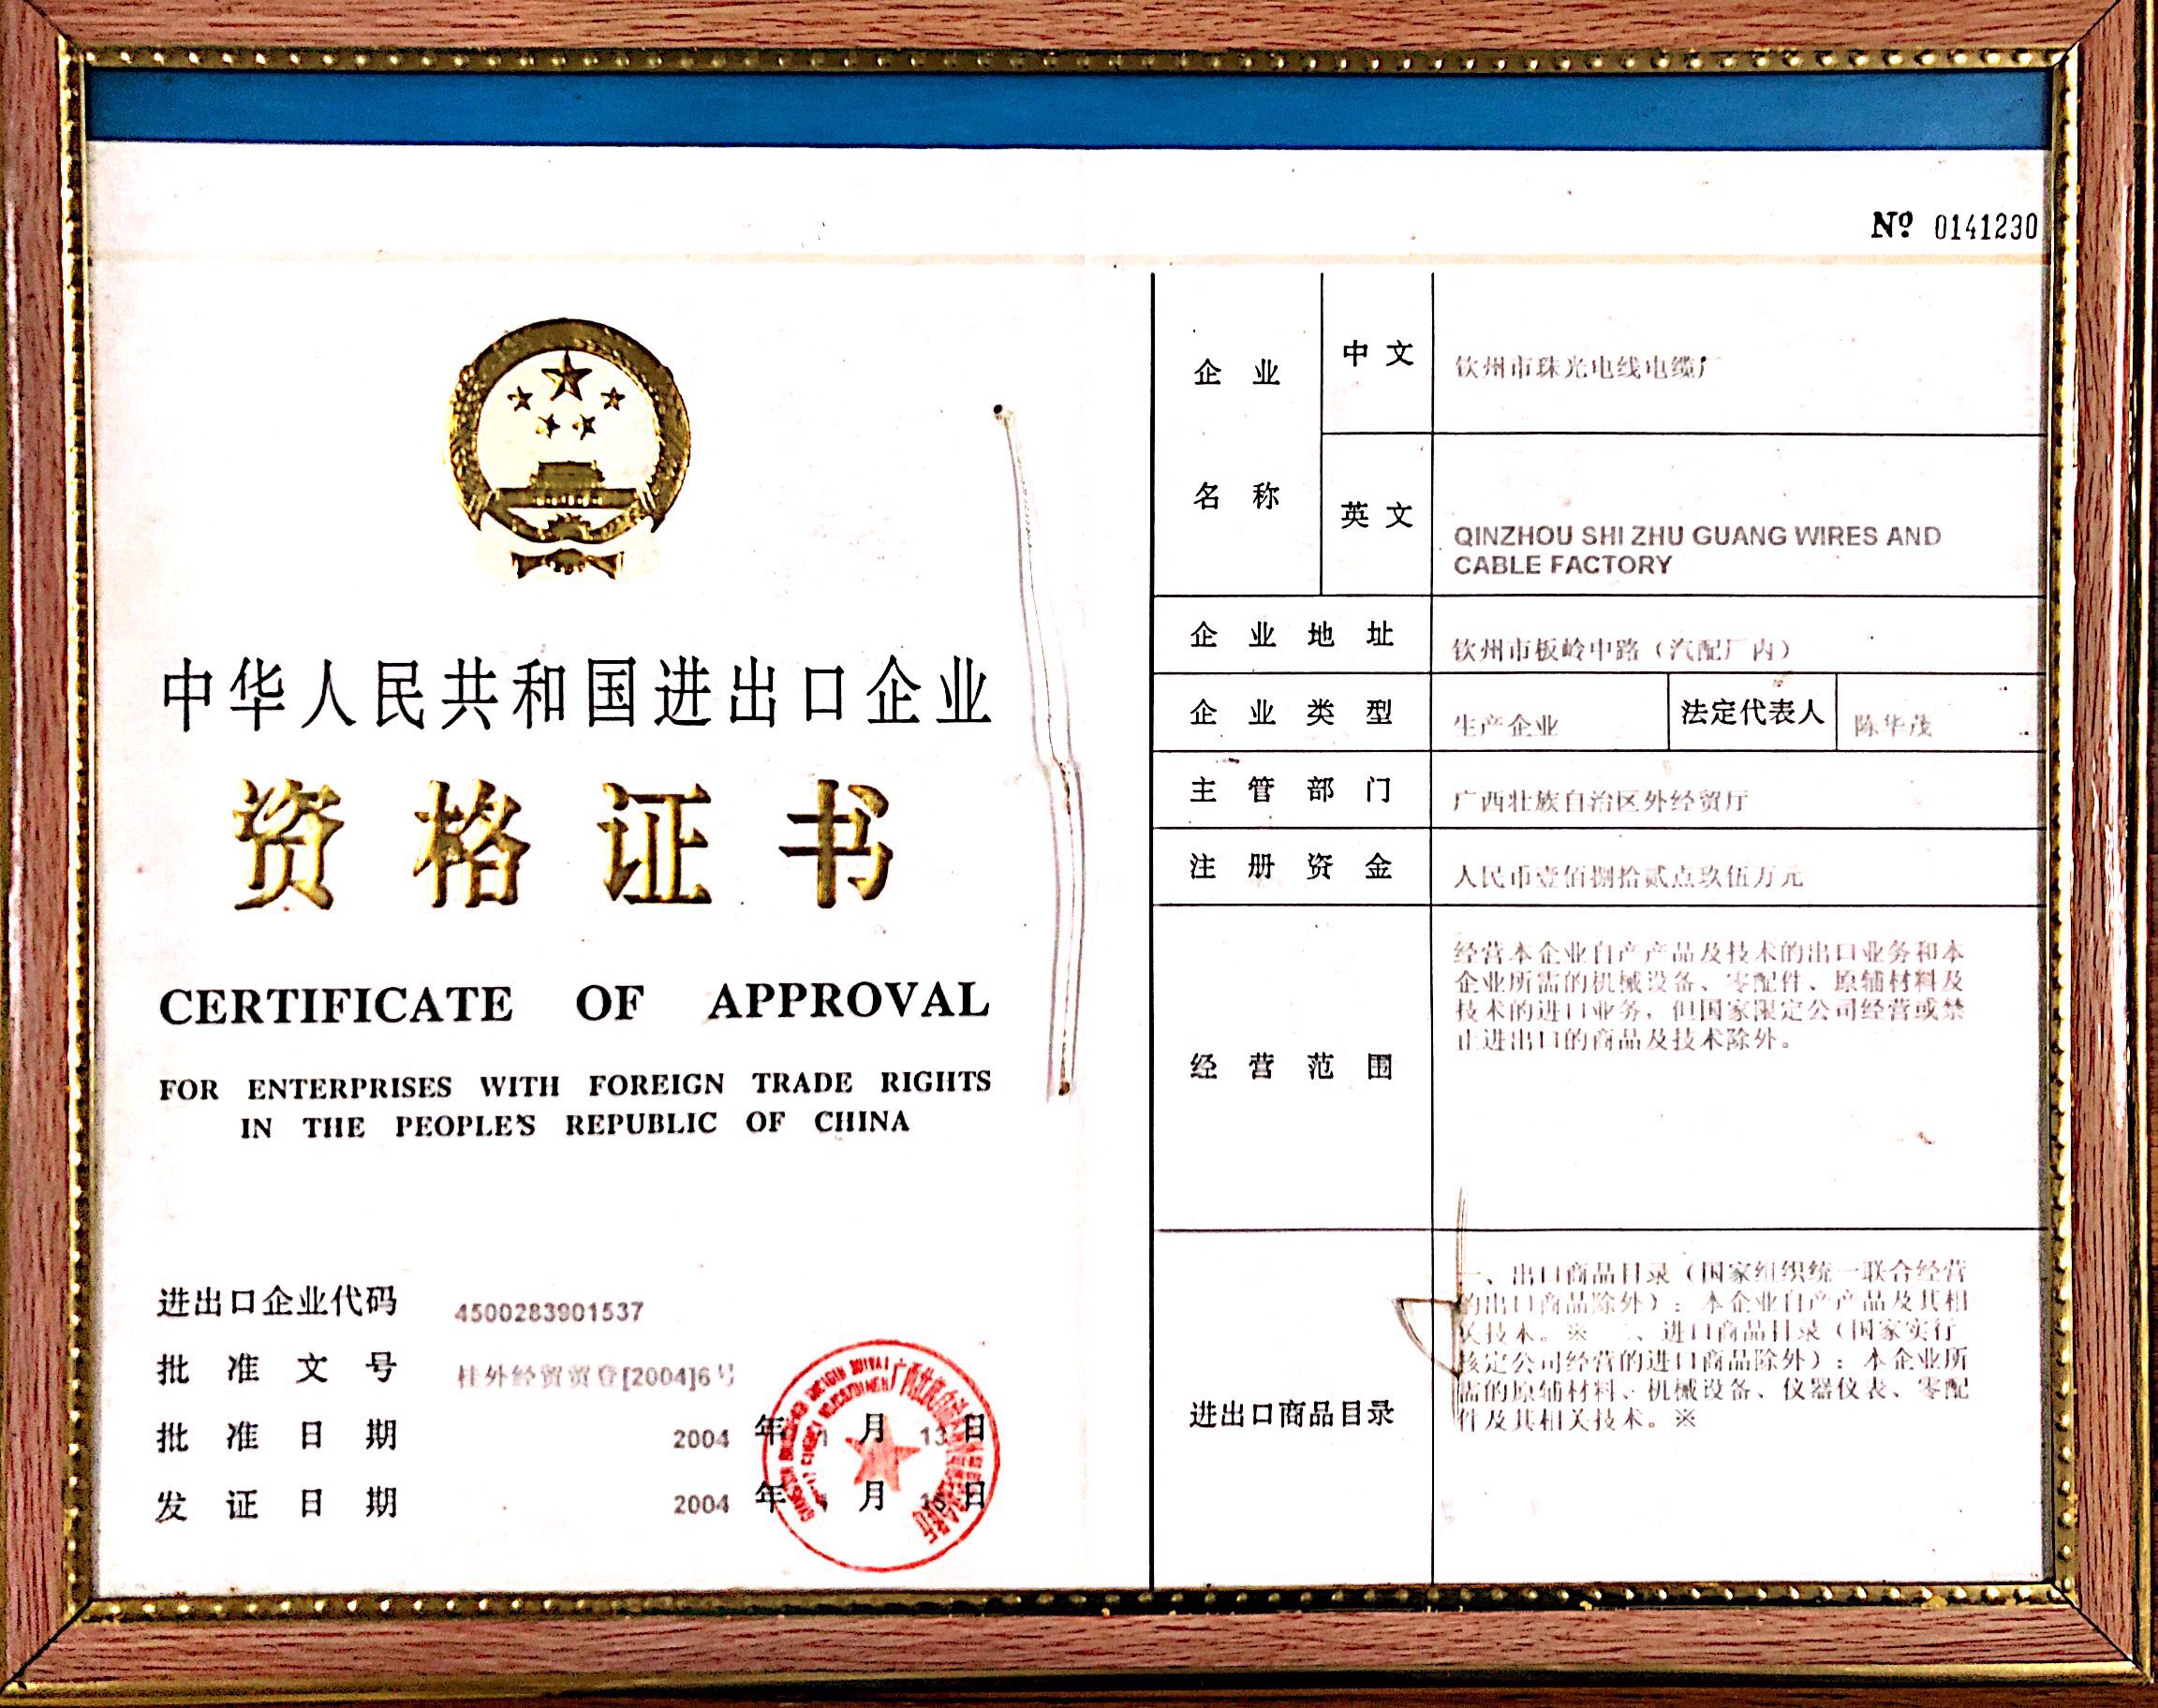 № 0141230
中华人民共和国进出口企业
资格证书
CERTIFICATE OF APPROVAL
FOR ENTERPRISES WITH FOREIGN TRADE RIGHTS
IN THE PEOPLE'S REPUBLIC OF CHINA
进出口企业代码 4500283901537
批准文号 桂外经贸贸登[2004]6号
批准日期 2004 年 1 月 13 日
发证日期 2004 年 月 日
企业名称
中文 钦州市珠光电线电缆厂
英文 QINZHOU SHI ZHU GUANG WIRES AND
CABLE FACTORY
企业地址 钦州市板岭中路（汽配厂内）
企业类型 生产企业 法定代表人 陈华茂
主管部门 广西壮族自治区外经贸厅
注册资金 人民币壹佰捌拾贰点玖伍万元
经营范围
经营本企业自产产品及技术的出口业务和本
企业所需的机械设备、零配件、原辅材料及
技术的进口业务，但国家限定公司经营或禁
止进出口的商品及技术除外。
进出口商品目录
一、出口商品目录（国家组织统一联合经营
的出口商品除外）：本企业自产产品及其相
关技术。※ 二、进口商品目录（国家实行
核定公司经营的进口商品除外）：本企业所
需的原辅材料、机械设备、仪器仪表、零配
件及其相关技术。※